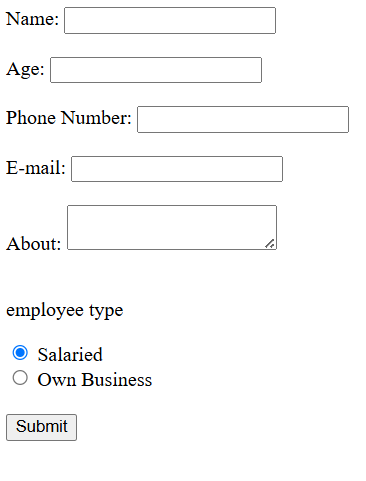 Name:
Age:
Phone Number:
E-mail:
About:
employee type
Salaried
Own Business
Submit